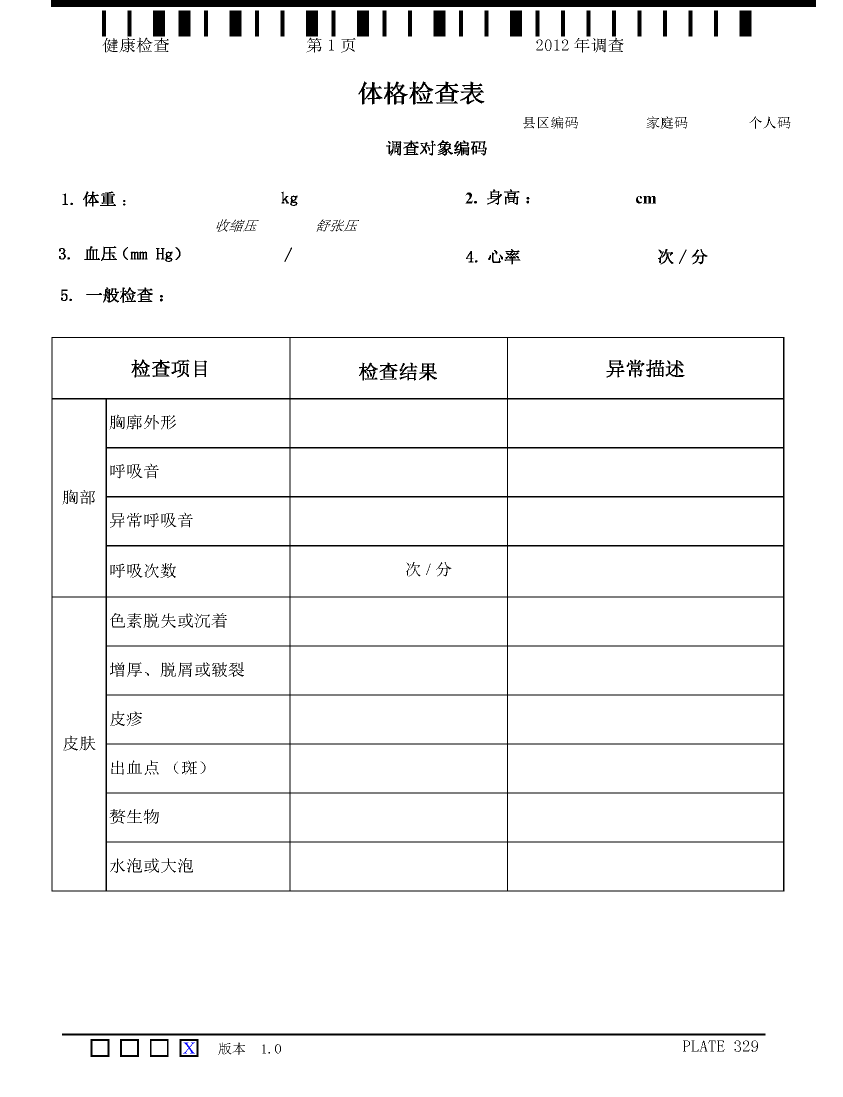 健康检查 第 1 页 2012 年调查
体格检查表
县区编码 家庭码 个人码
调查对象编码
1. 体重： kg 2. 身高： cm
收缩压 舒张压
3. 血压（mm Hg） / 4. 心率 次 / 分
5. 一般检查：
检查项目 检查结果 异常描述
胸部
胸廓外形
呼吸音
异常呼吸音
呼吸次数 次 / 分
皮肤
色素脱失或沉着
增厚、脱屑或皲裂
皮疹
出血点 （斑）
赘生物
水泡或大泡
X 版本 1.0 PLATE 329